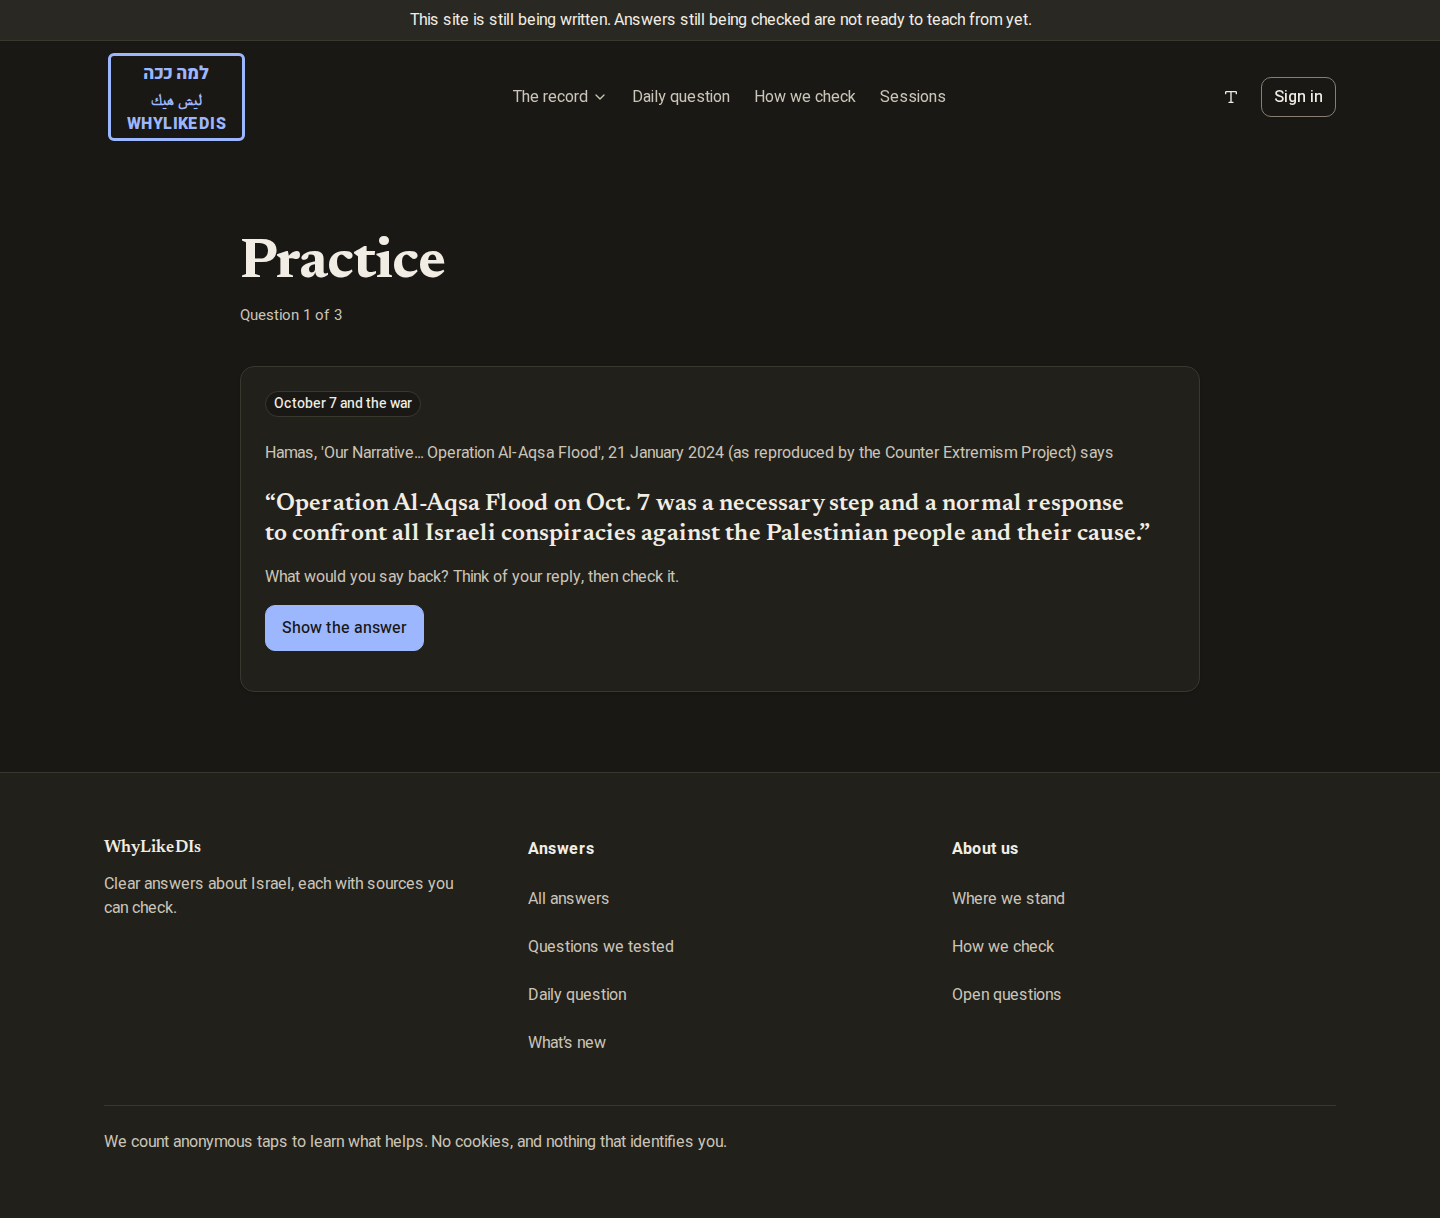 This site is still being written. Answers still being checked are not ready to teach from yet.
למה ככה
ليش هيك
WHYLIKEDIS
The record
Daily question
How we check
Sessions
Sign in
Practice
Question 1 of 3
October 7 and the war
Hamas, 'Our Narrative... Operation Al-Aqsa Flood', 21 January 2024 (as reproduced by the Counter Extremism Project) says
“Operation Al-Aqsa Flood on Oct. 7 was a necessary step and a normal response
to confront all Israeli conspiracies against the Palestinian people and their cause.”
What would you say back? Think of your reply, then check it.
Show the answer
WhyLikeDIs
Clear answers about Israel, each with sources you
can check.
Answers
All answers
Questions we tested
Daily question
What's new
About us
Where we stand
How we check
Open questions
We count anonymous taps to learn what helps. No cookies, and nothing that identifies you.